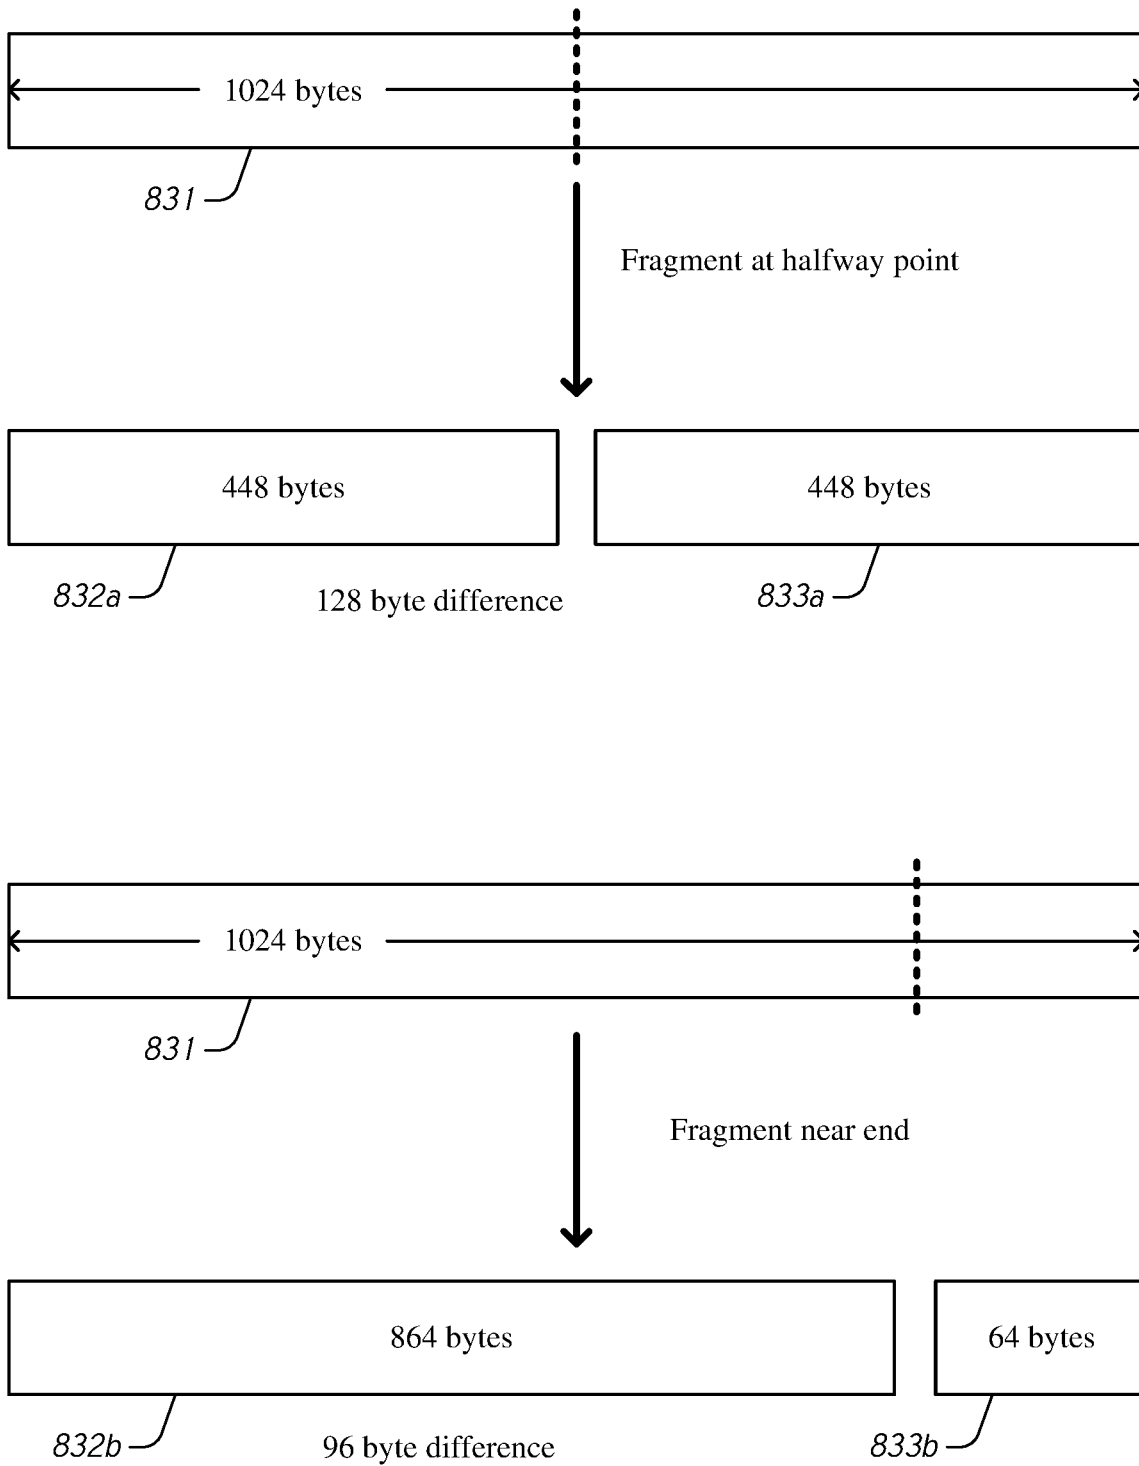 1024 bytes
831
Fragment at halfway point
448 bytes
448 bytes
832a
128 byte difference
833a
1024 bytes
831
Fragment near end
864 bytes
64 bytes
832b
96 byte difference
833b